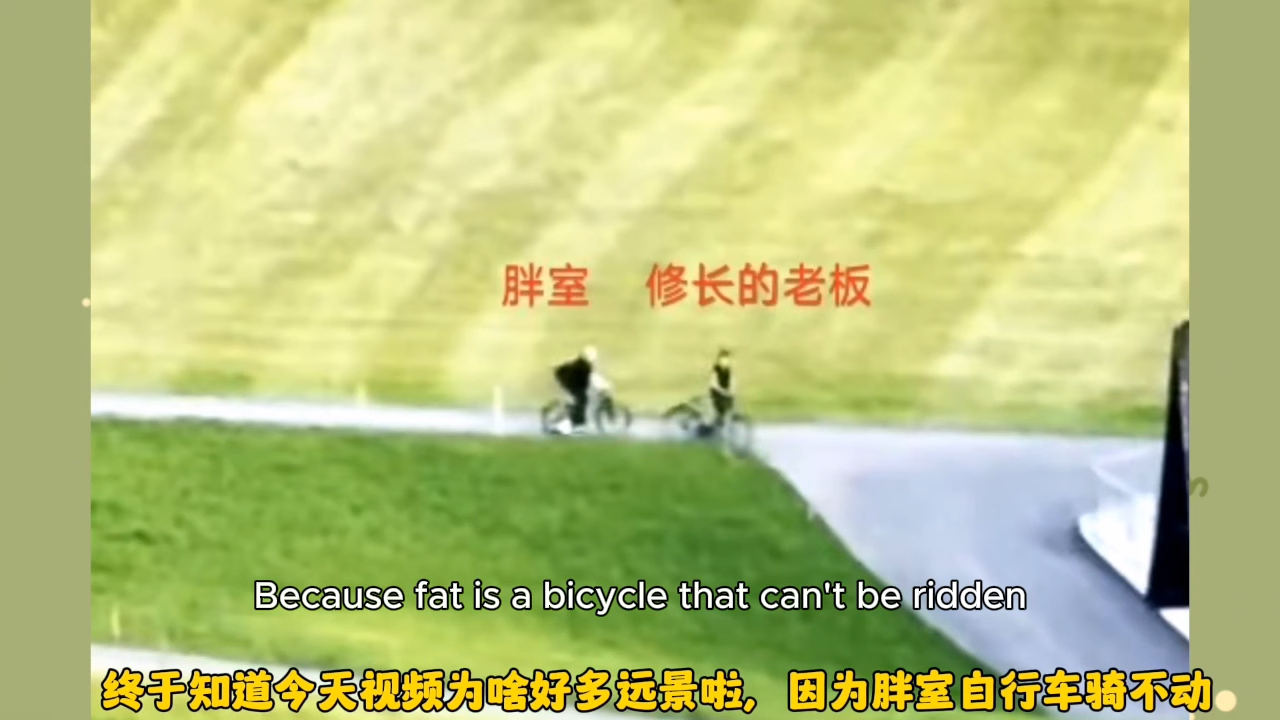 胖室 修长的老板
Because fat is a bicycle that can't be ridden
终于知道今天视频为啥好多远景啦，因为胖室自行车骑不动